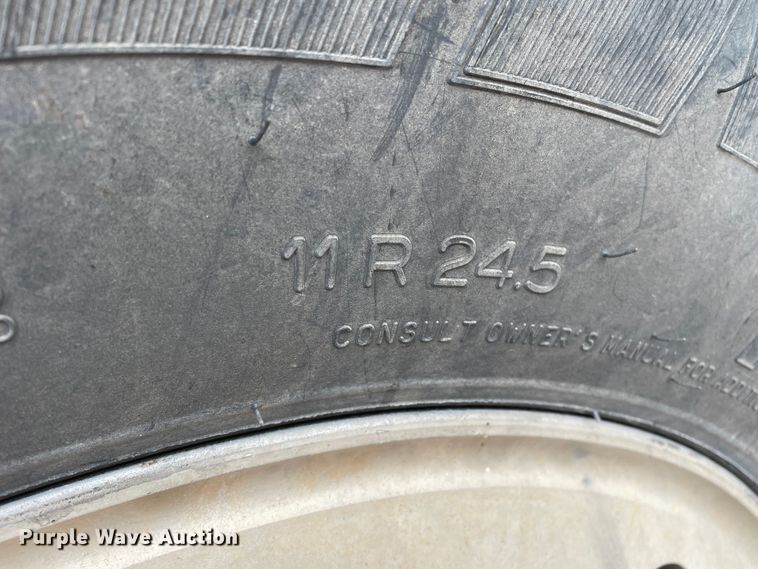 11 R 24.5
CONSULT OWNER'S MANUAL FOR
Purple Wave Auction